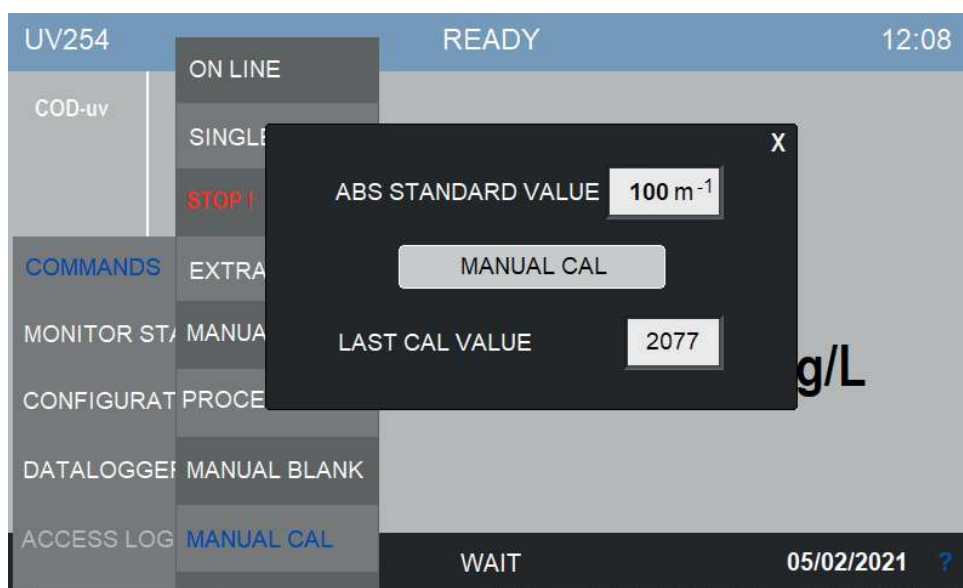 UV254 READY 12:08
COD-uv
ON LINE
SINGLE
STOP !
EXTRA
MANUA
PROCE
MANUAL BLANK
MANUAL CAL
COMMANDS
MONITOR STA
CONFIGURAT
DATALOGGER
ACCESS LOG
X
ABS STANDARD VALUE 100 m⁻¹
MANUAL CAL
LAST CAL VALUE 2077
g/L
WAIT 05/02/2021 ?